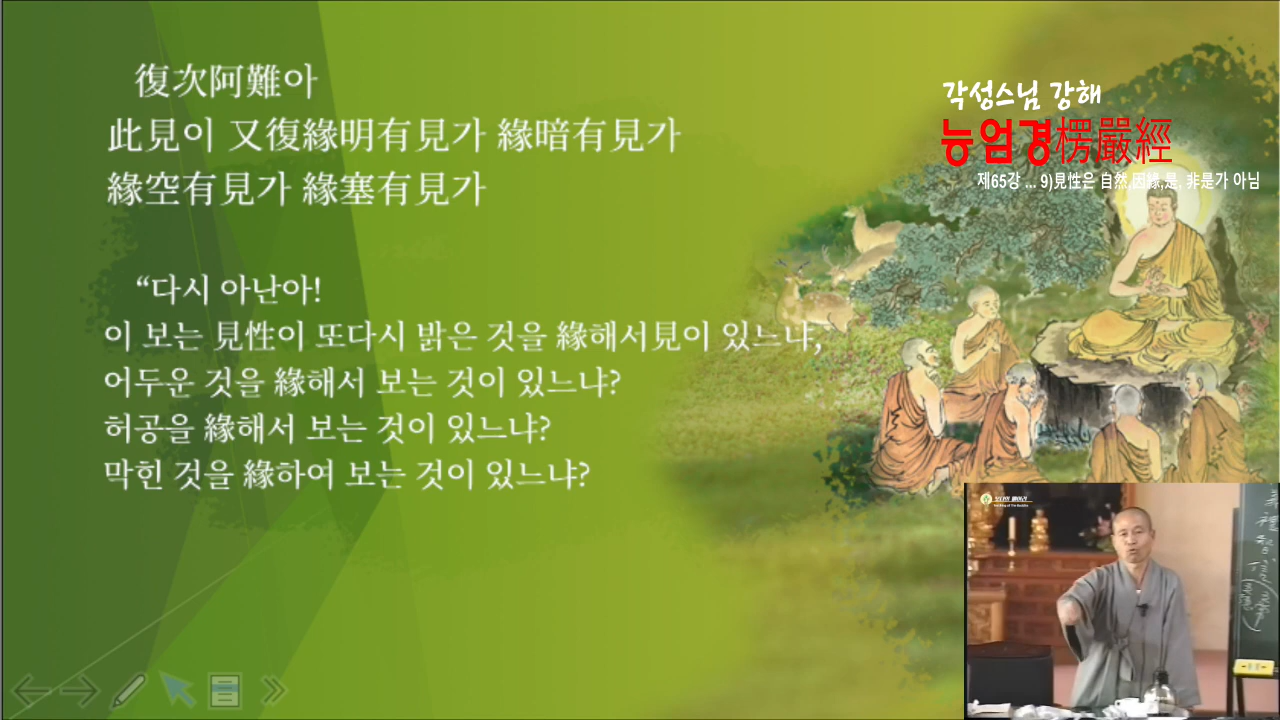 復次阿難아
此見이 又復緣明有見가 緣暗有見가
緣空有見가 緣塞有見가
“다시 아난아!
이 보는 見性이 또다시 밝은 것을 緣해서見이 있느냐,
어두운 것을 緣해서 보는 것이 있느냐?
허공을 緣해서 보는 것이 있느냐?
막힌 것을 緣하여 보는 것이 있느냐?
각성스님 강해
능엄경楞嚴經
제65강 ... 9)見性은 自然,因緣,是, 非是가 아님